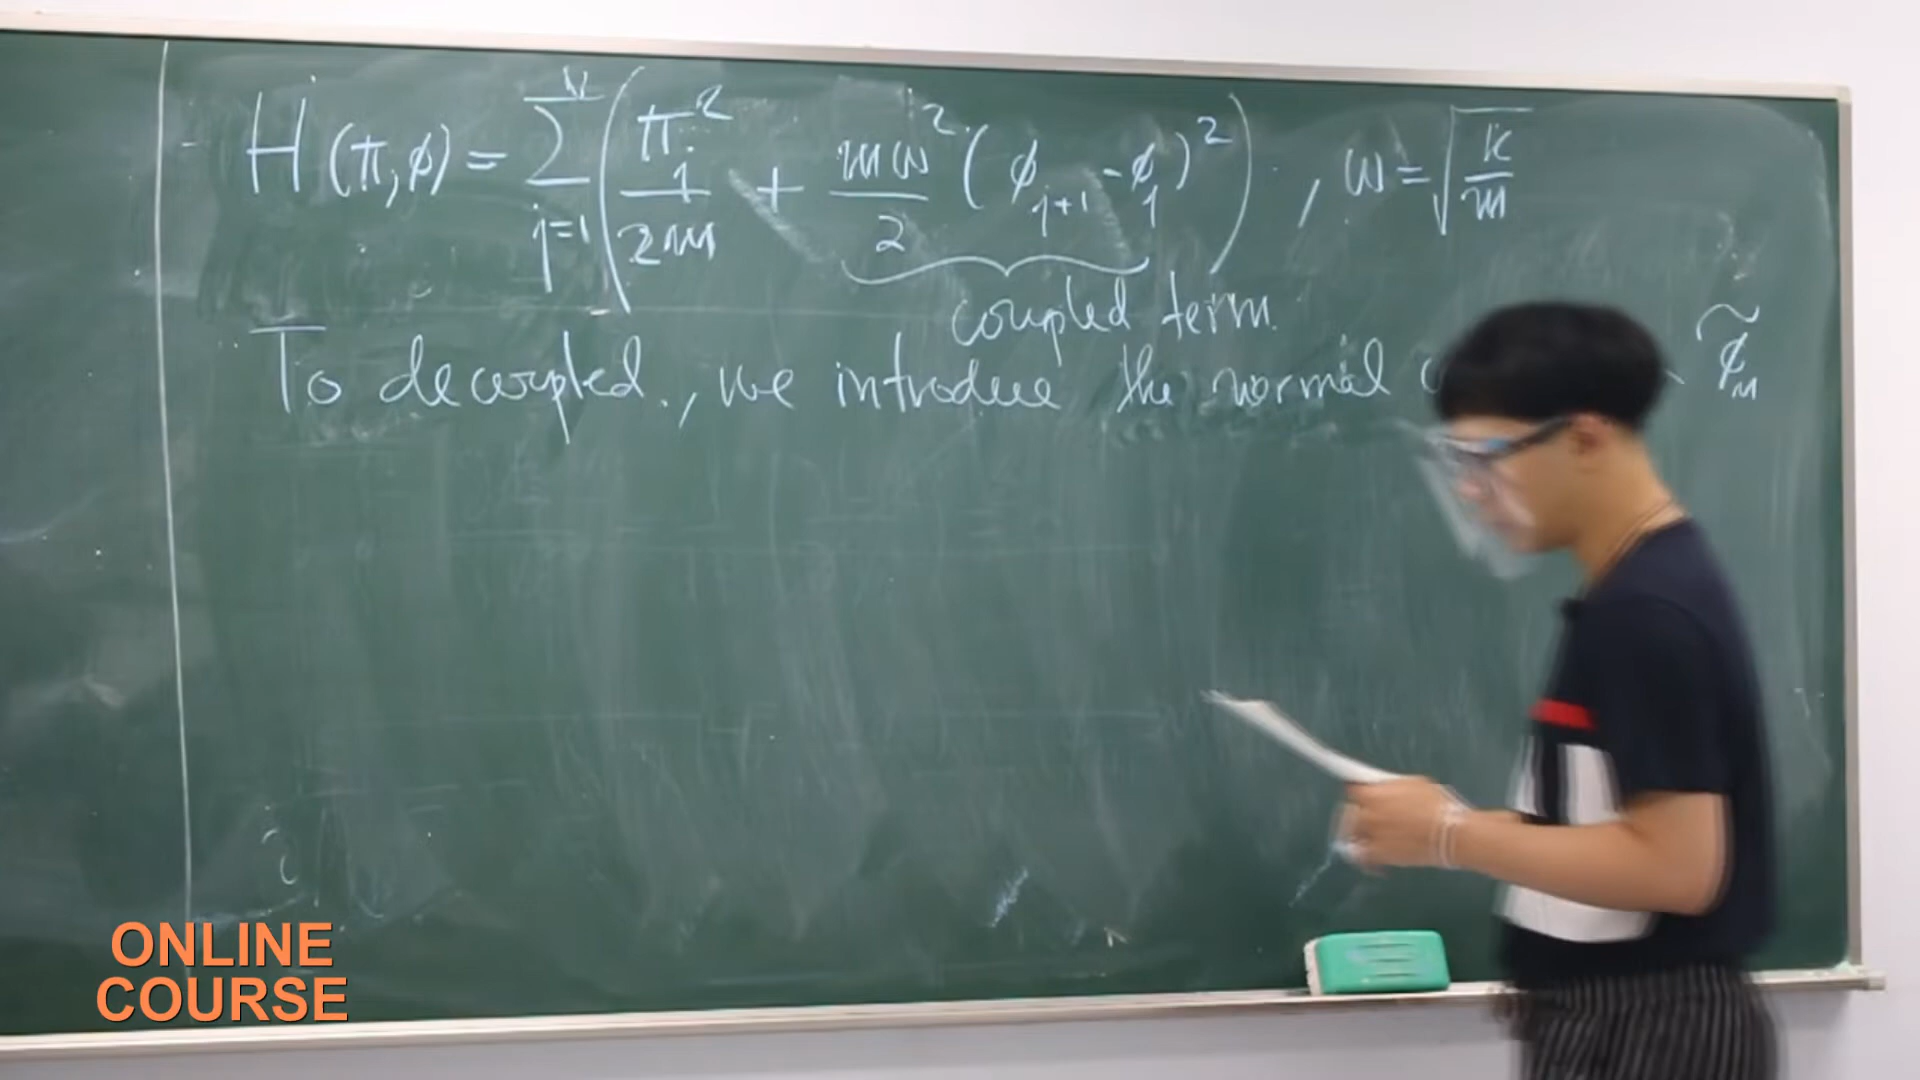 H(π,φ) = Σ_{j=1}^{N} ( π_j^2 / 2m + mω^2 / 2 (φ_{j+1} - φ_j)^2 ), ω = √(k/m)
coupled term.
To decoupled, we introduce the normal φ̃_n
ONLINE
COURSE